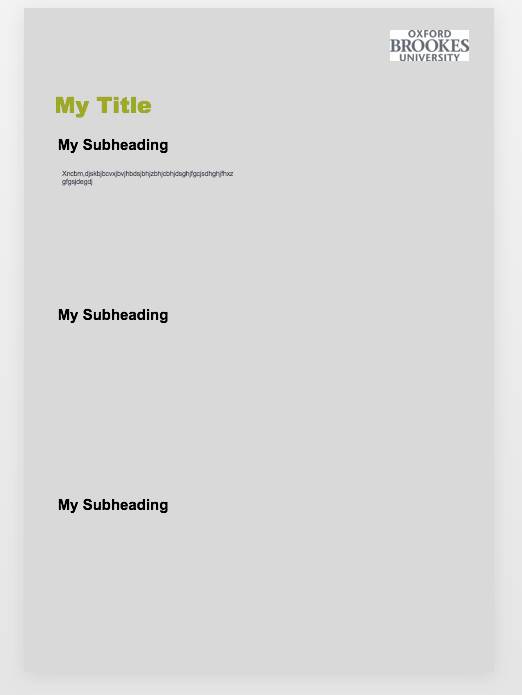 OXFORD
BROOKES
UNIVERSITY
My Title
My Subheading
Xncbm,djskbjbcvxjbvjhbdsjbhjzbhjcbhjdsghjfgcjsdhghjfhxz
gfgsjdegdj
My Subheading
My Subheading